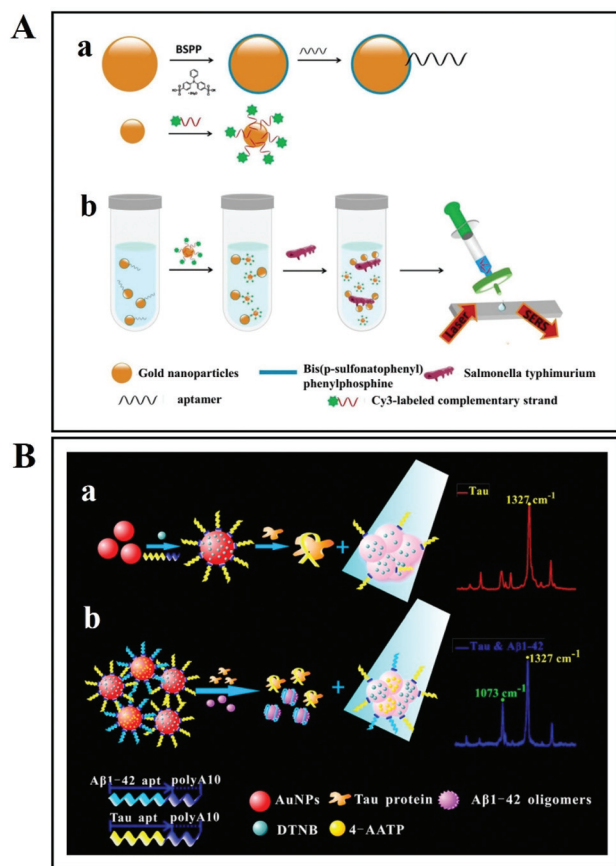 A
a
BSPP
b
Laser
SERS
Gold nanoparticles
Bis(p-sulfonatophenyl)
phenylphosphine
Salmonella typhimurium
aptamer
Cy3-labeled complementary strand
B
a
Tau
1327 cm⁻¹
b
Tau & Aβ1-42
1327 cm⁻¹
1073 cm⁻¹
Aβ1-42 apt polyA10
Tau apt polyA10
AuNPs
Tau protein
Aβ1-42 oligomers
DTNB
4-AATP